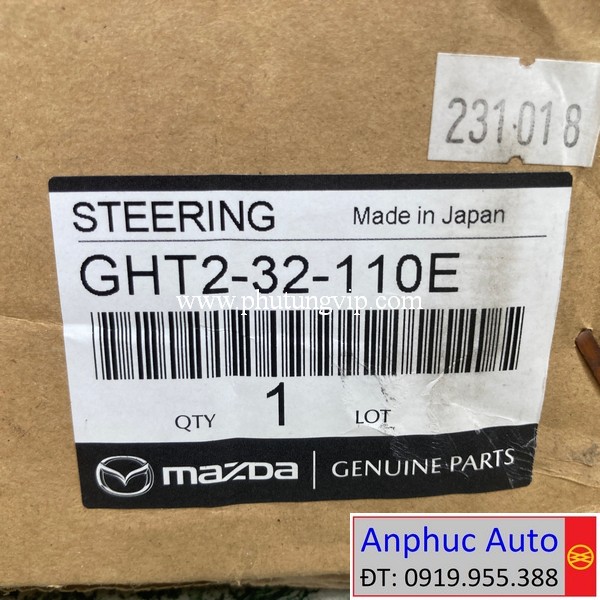 231-018
STEERING Made in Japan
GHT2-32-110E
www.phutungvip.com
QTY 1 LOT
mazda GENUINE PARTS
Anphuc Auto
ĐT: 0919.955.388